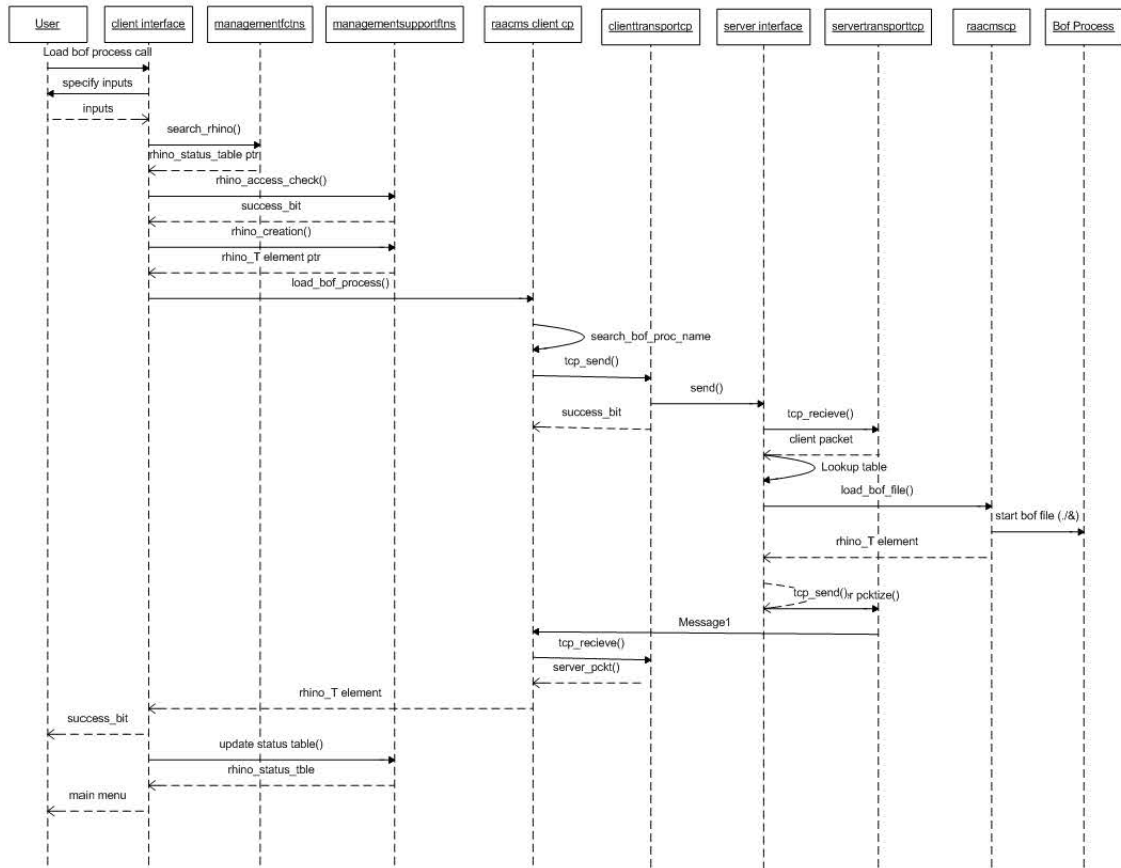 User
client interface
managementfctns
managementsupportftns
raacms client cp
clienttransportcp
server interface
servertransporttcp
raacmscp
Bof Process
Load bof process call
specify inputs
inputs
search_rhino()
rhino_status_table ptr
rhino_access_check()
success_bit
rhino_creation()
rhino_T element ptr
load_bof_process()
search_bof_proc_name
tcp_send()
send()
success_bit
tcp_recieve()
client packet
Lookup table
load_bof_file()
start bof file (./&)
rhino_T element
tcp_send()r pcktize()
Message1
tcp_recieve()
server_pckt()
rhino_T element
success_bit
update status table()
rhino_status_tble
main menu